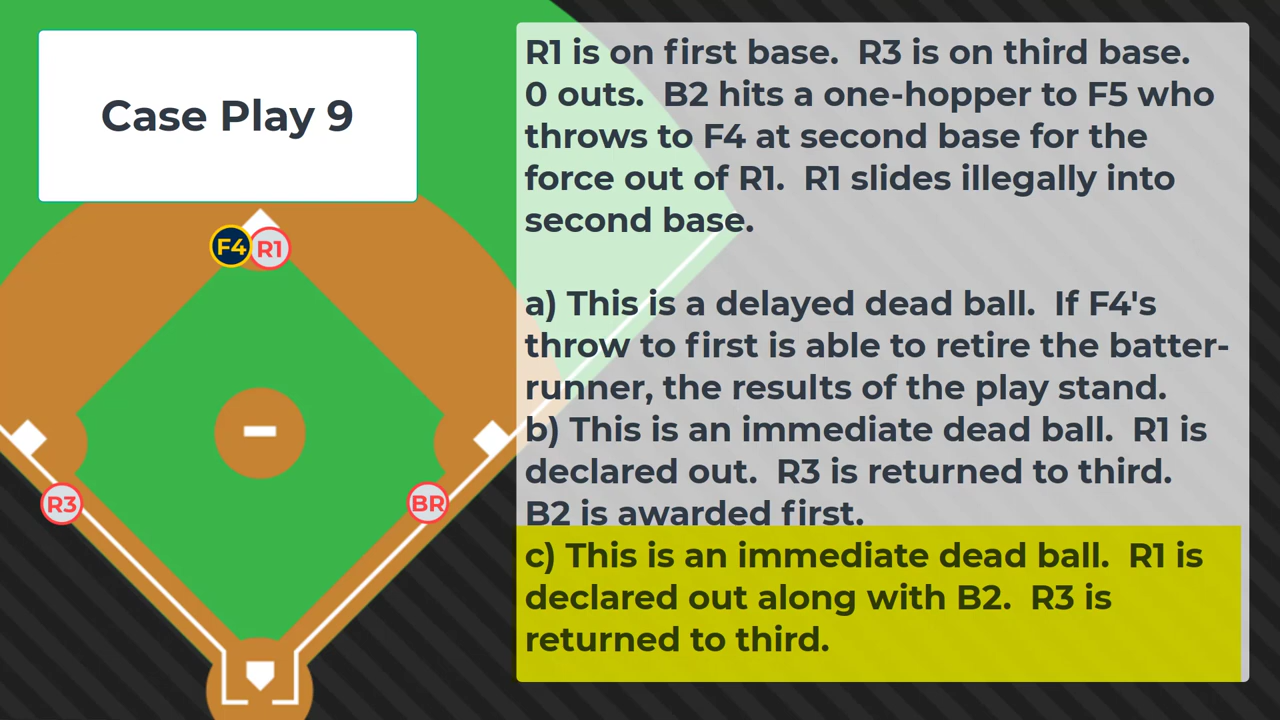 Case Play 9
R1 is on first base.  R3 is on third base.
0 outs.  B2 hits a one-hopper to F5 who
throws to F4 at second base for the
force out of R1.  R1 slides illegally into
second base.
a) This is a delayed dead ball.  If F4's
throw to first is able to retire the batter-
runner, the results of the play stand.
b) This is an immediate dead ball.  R1 is
declared out.  R3 is returned to third.
B2 is awarded first.
c) This is an immediate dead ball.  R1 is
declared out along with B2.  R3 is
returned to third.
F4
R1
R3
BR